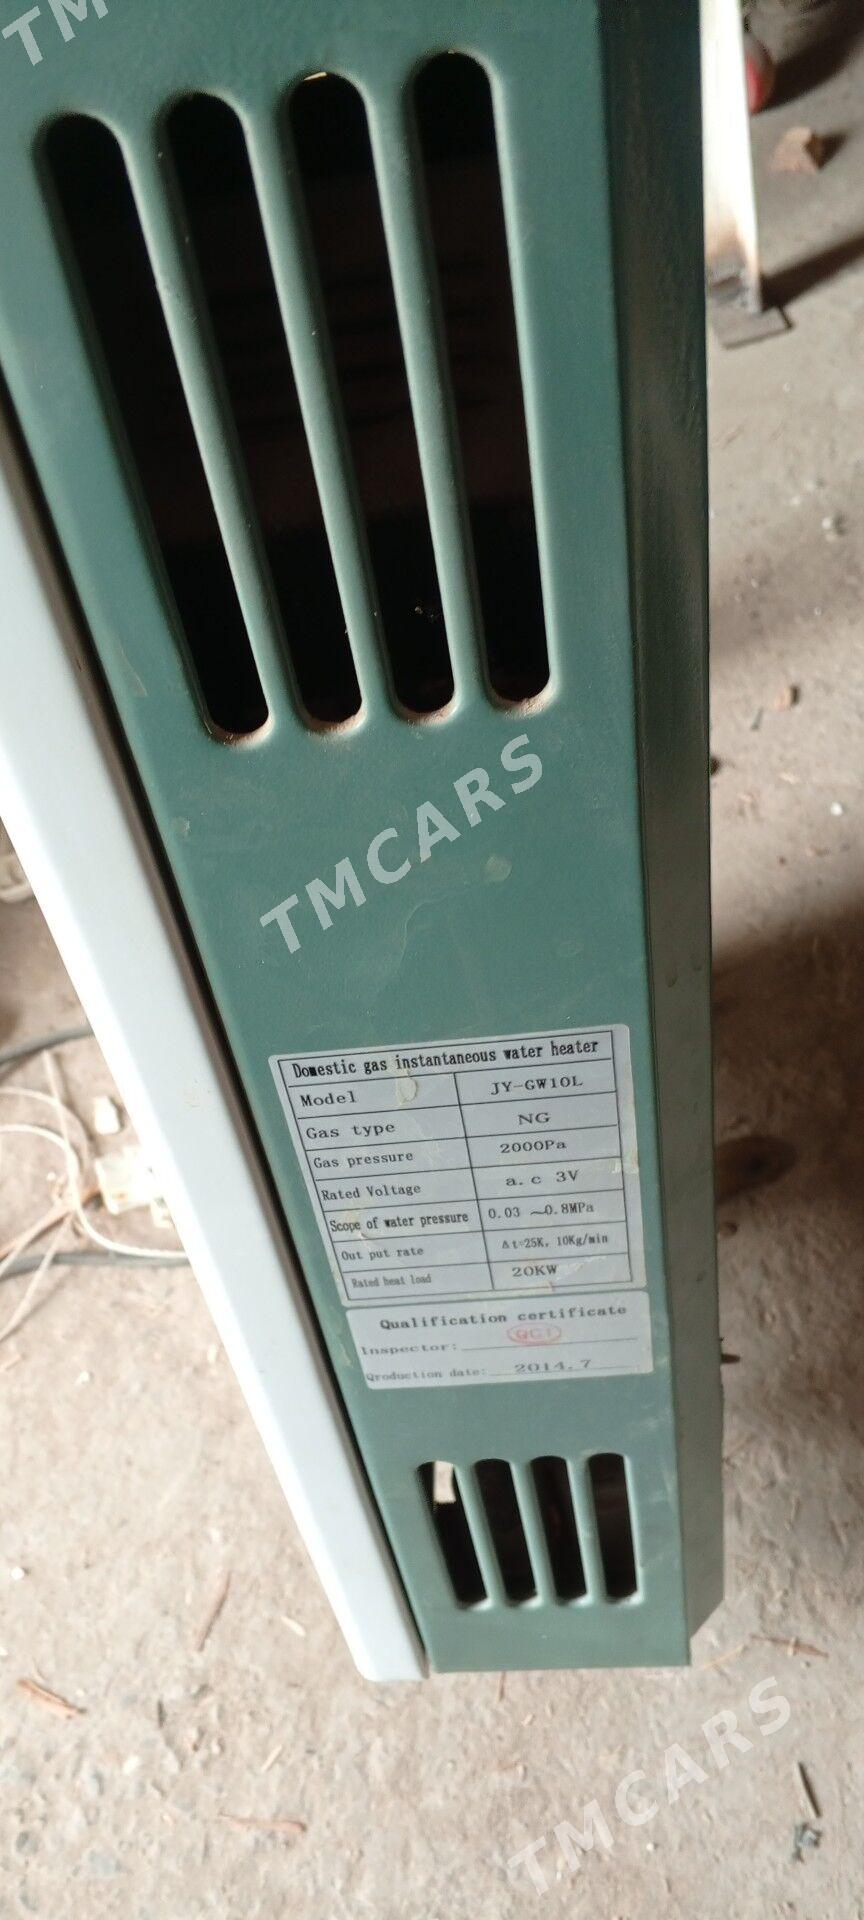 TM
TMCARS
Domestic gas instantaneous water heater
Model JY-GW10L
Gas type NG
Gas pressure 2000Pa
Rated Voltage a.c 3V
Scope of water pressure 0.03 ~0.8MPa
Out put rate Δt=25K, 10Kg/min
Rated heat load 20KW
Qualification certificate
Inspector: QC1
Qroduction date: 2014.7
TMCARS